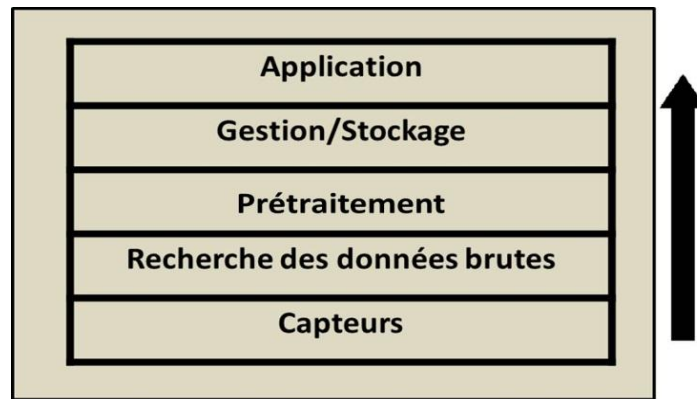 Application
Gestion/Stockage
Prétraitement
Recherche des données brutes
Capteurs